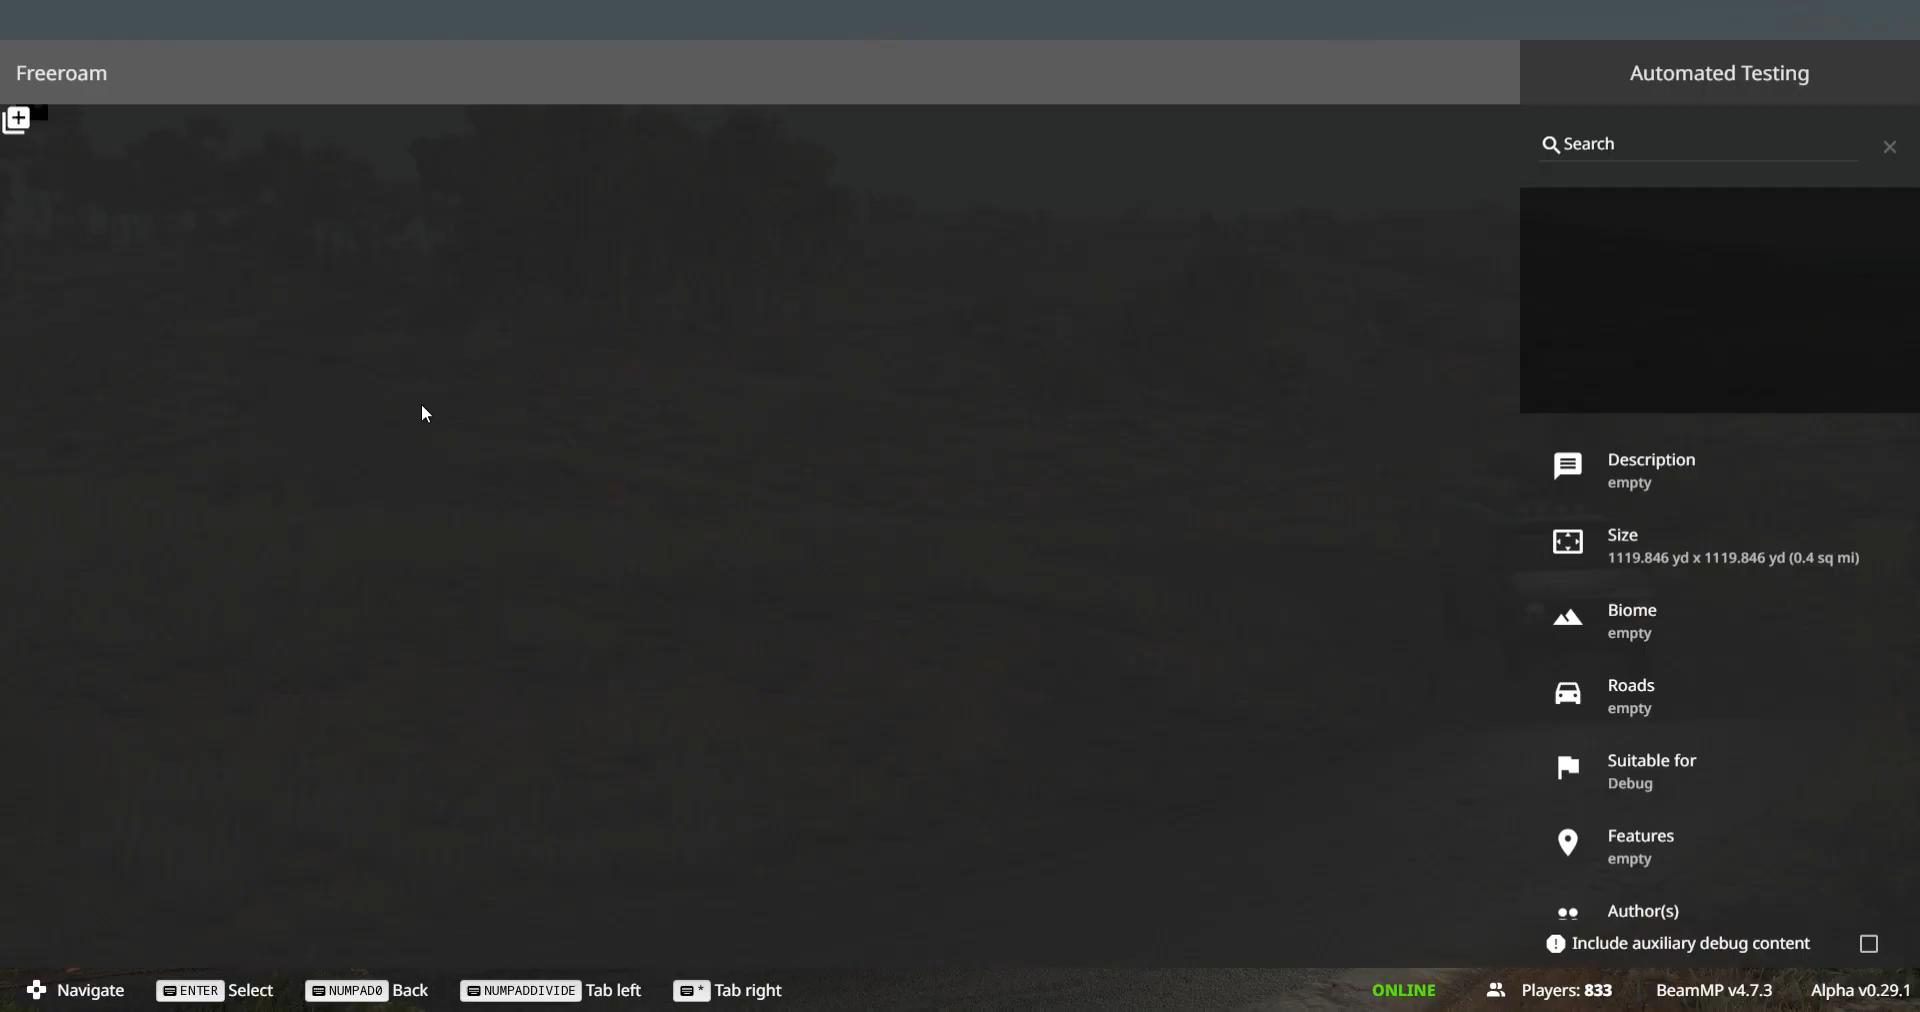 Freeroam
Automated Testing
Search
Description
empty
Size
1119.846 yd x 1119.846 yd (0.4 sq mi)
Biome
empty
Roads
empty
Suitable for
Debug
Features
empty
Author(s)
Include auxiliary debug content
Navigate ENTER Select NUMPAD0 Back NUMPADDIVIDE Tab left * Tab right ONLINE Players: 833 BeamMP v4.7.3 Alpha v0.29.1